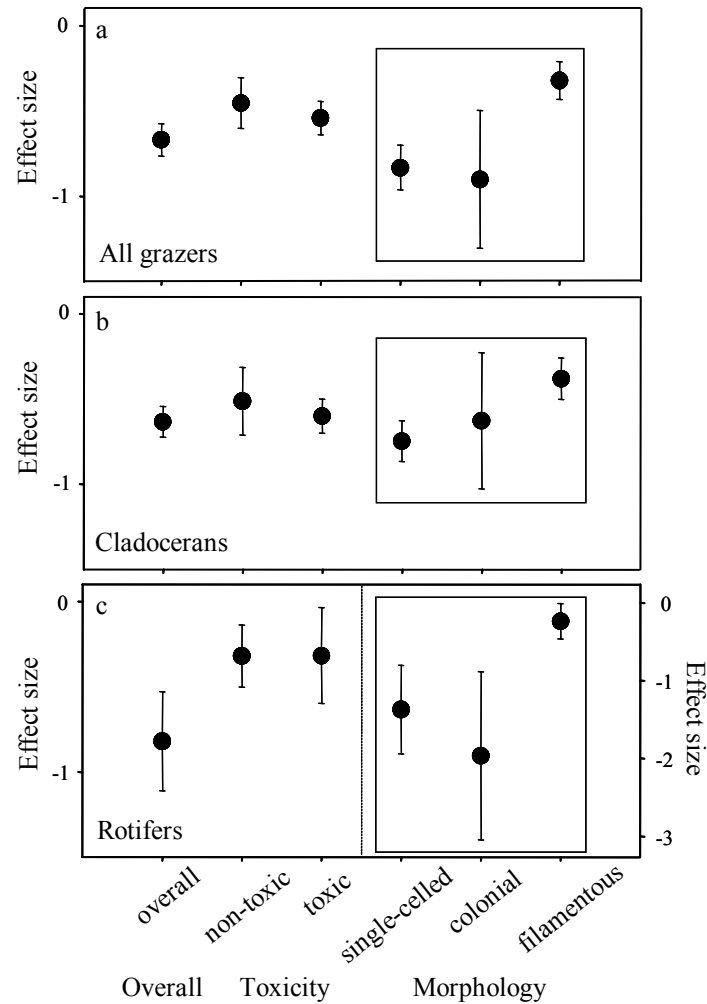 a
0
-1
Effect size
All grazers
b
0
-1
Effect size
Cladocerans
c
0
-1
Effect size
Rotifers
0
-1
-2
-3
Effect size
overall
non-toxic
toxic
single-celled
colonial
filamentous
Overall Toxicity Morphology